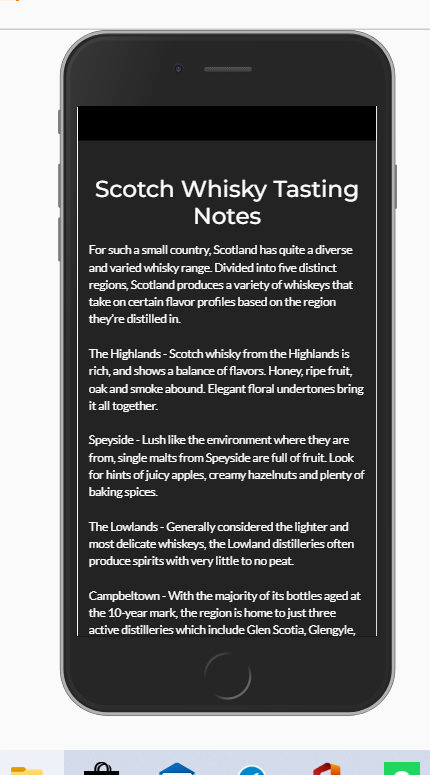 Scotch Whisky Tasting
Notes
For such a small country, Scotland has quite a diverse
and varied whisky range. Divided into five distinct
regions, Scotland produces a variety of whiskeys that
take on certain flavor profiles based on the region
they're distilled in.
The Highlands - Scotch whisky from the Highlands is
rich, and shows a balance of flavors. Honey, ripe fruit,
oak and smoke abound. Elegant floral undertones bring
it all together.
Speyside - Lush like the environment where they are
from, single malts from Speyside are full of fruit. Look
for hints of juicy apples, creamy hazelnuts and plenty of
baking spices.
The Lowlands - Generally considered the lighter and
most delicate whiskeys, the Lowland distilleries often
produce spirits with very little to no peat.
Campbeltown - With the majority of its bottles aged at
the 10-year mark, the region is home to just three
active distilleries which include Glen Scotia, Glengyle,